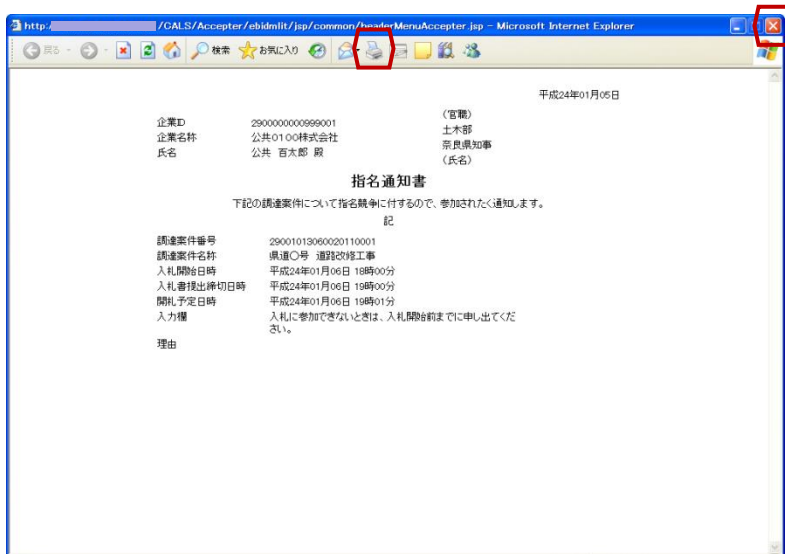 http:/ /CALS/Accepter/ebidmlit/jsp/common/headerMenuAccepter.jsp - Microsoft Internet Explorer
戻る 検索 お気に入り
平成24年01月05日
企業ID 2900000000999001
企業名称 公共0100株式会社
氏名 公共 百太郎 殿
(官職)
土木部
奈良県知事
(氏名)
指名通知書
下記の調達案件について指名競争に付するので、参加されたく通知します。
記
調達案件番号 29001013060020110001
調達案件名称 県道〇号 道路改修工事
入札開始日時 平成24年01月06日 18時00分
入札書提出締切日時 平成24年01月06日 19時00分
開札予定日時 平成24年01月06日 19時01分
入力欄 入札に参加できないときは、入札開始前までに申し出てくだ
さい。
理由